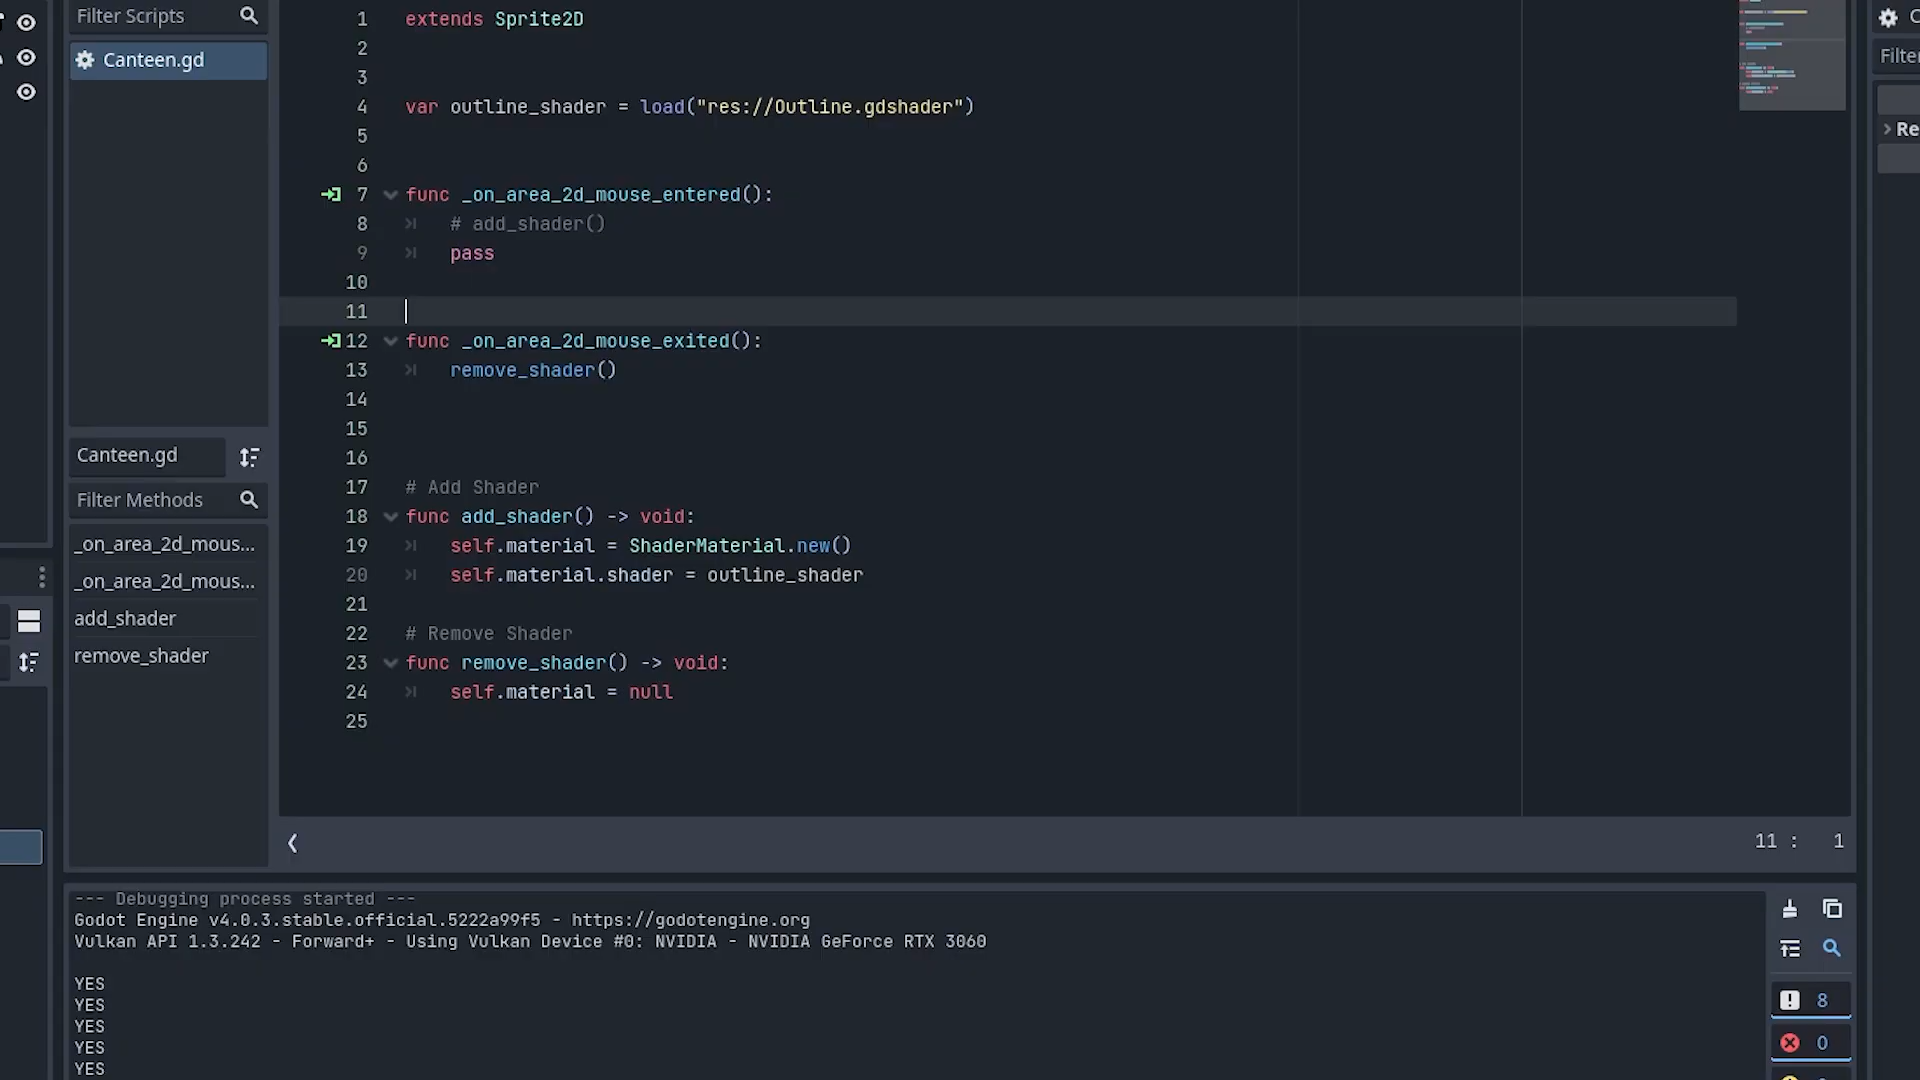 Filter Scripts
Canteen.gd
Canteen.gd
Filter Methods
_on_area_2d_mous...
_on_area_2d_mous...
add_shader
remove_shader
1 extends Sprite2D
2
3
4 var outline_shader = load("res://Outline.gdshader")
5
6
7 func _on_area_2d_mouse_entered():
8 # add_shader()
9 pass
10
11
12 func _on_area_2d_mouse_exited():
13 remove_shader()
14
15
16
17 # Add Shader
18 func add_shader() -> void:
19 self.material = ShaderMaterial.new()
20 self.material.shader = outline_shader
21
22 # Remove Shader
23 func remove_shader() -> void:
24 self.material = null
25
11 : 1
--- Debugging process started ---
Godot Engine v4.0.3.stable.official.5222a99f5 - https://godotengine.org
Vulkan API 1.3.242 - Forward+ - Using Vulkan Device #0: NVIDIA - NVIDIA GeForce RTX 3060
YES
YES
YES
YES
YES
8
0
Filter
Re